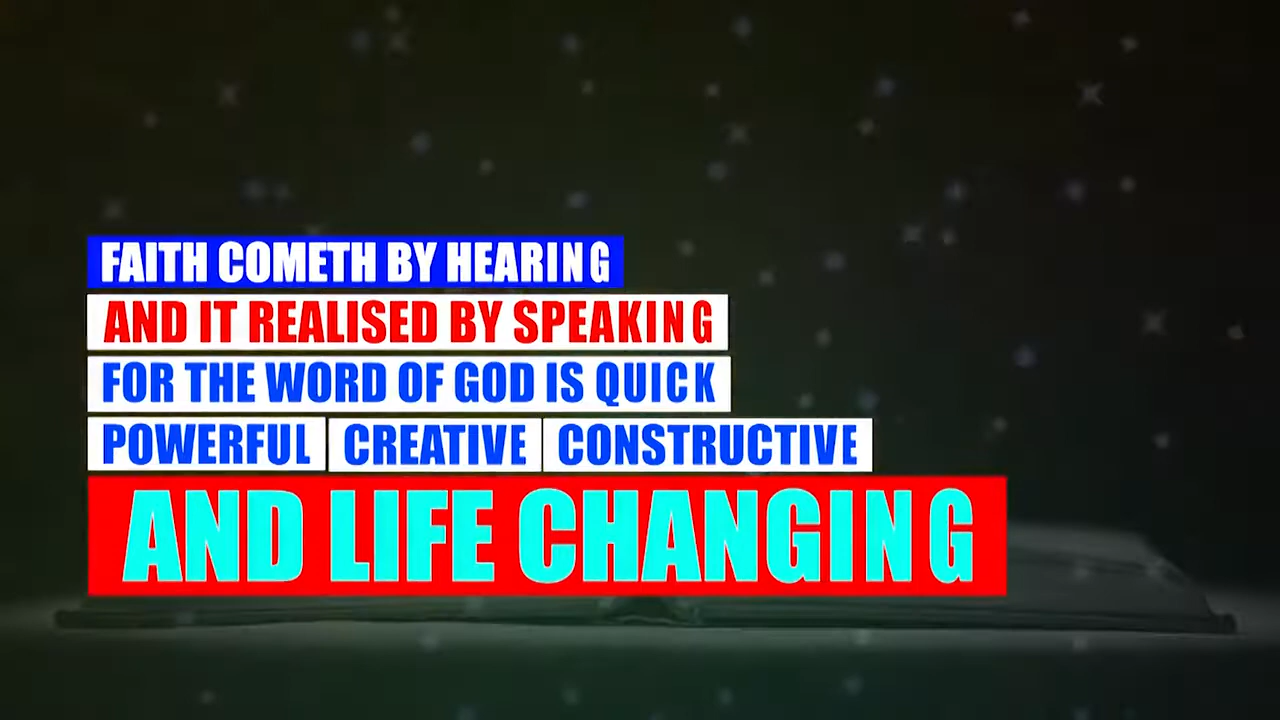 FAITH COMETH BY HEARING
AND IT REALISED BY SPEAKING
FOR THE WORD OF GOD IS QUICK
POWERFUL CREATIVE CONSTRUCTIVE
AND LIFE CHANGING